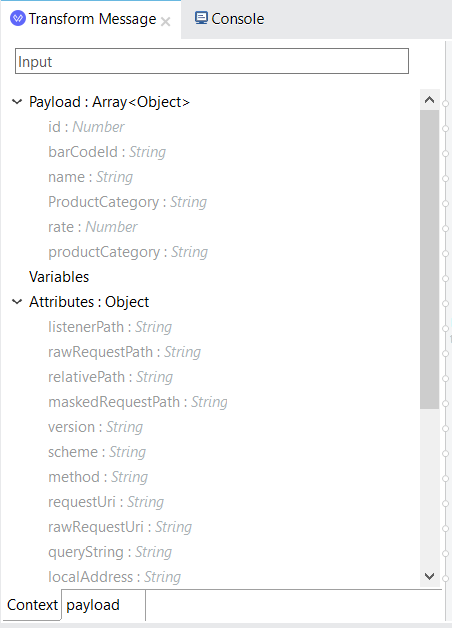 Transform Message
Console
Input
Payload : Array<Object>
id : Number
barCodeId : String
name : String
ProductCategory : String
rate : Number
productCategory : String
Variables
Attributes : Object
listenerPath : String
rawRequestPath : String
relativePath : String
maskedRequestPath : String
version : String
scheme : String
method : String
requestUri : String
rawRequestUri : String
queryString : String
localAddress : String
Context payload